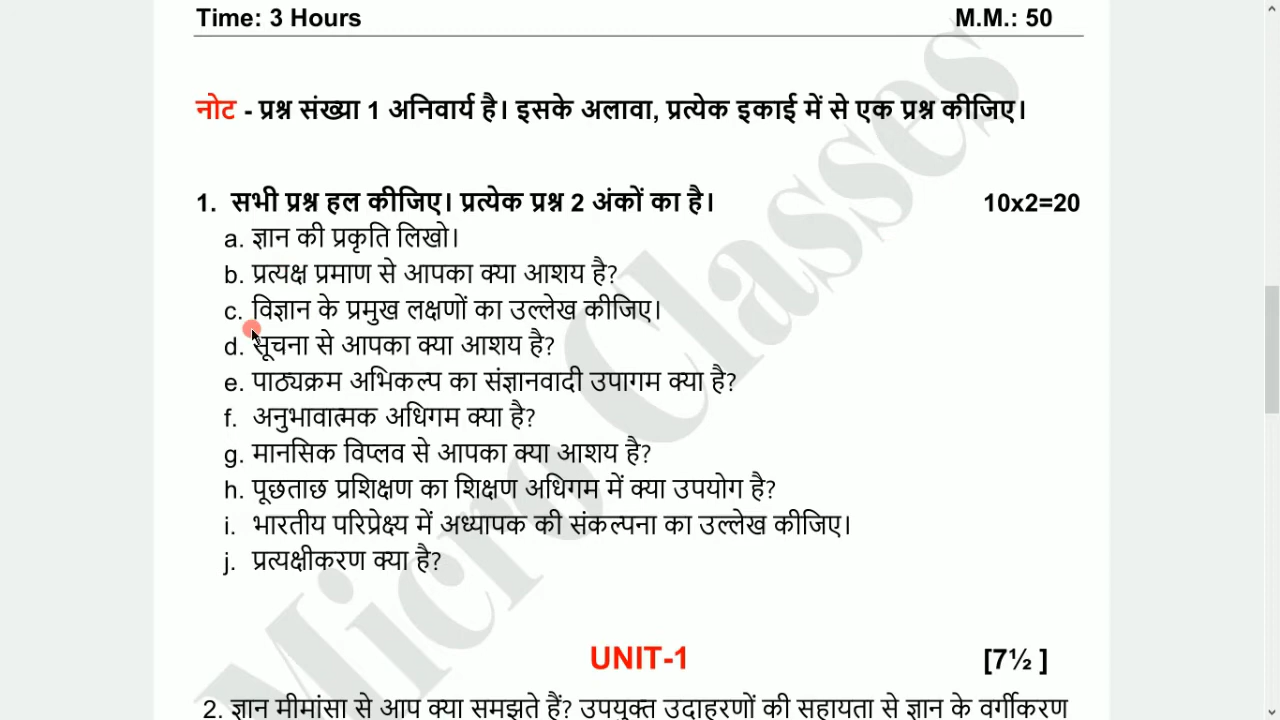 Time: 3 Hours M.M.: 50
नोट - प्रश्न संख्या 1 अनिवार्य है। इसके अलावा, प्रत्येक इकाई में से एक प्रश्न कीजिए।
1. सभी प्रश्न हल कीजिए। प्रत्येक प्रश्न 2 अंकों का है। 10x2=20
a. ज्ञान की प्रकृति लिखो।
b. प्रत्यक्ष प्रमाण से आपका क्या आशय है?
c. विज्ञान के प्रमुख लक्षणों का उल्लेख कीजिए।
d. सूचना से आपका क्या आशय है?
e. पाठ्यक्रम अभिकल्प का संज्ञानवादी उपागम क्या है?
f. अनुभावात्मक अधिगम क्या है?
g. मानसिक विप्लव से आपका क्या आशय है?
h. पूछताछ प्रशिक्षण का शिक्षण अधिगम में क्या उपयोग है?
i. भारतीय परिप्रेक्ष्य में अध्यापक की संकल्पना का उल्लेख कीजिए।
j. प्रत्यक्षीकरण क्या है?
UNIT-1 [7½ ]
2. ज्ञान मीमांसा से आप क्या समझते हैं? उपयुक्त उदाहरणों की सहायता से ज्ञान के वर्गीकरण
Micro Classes